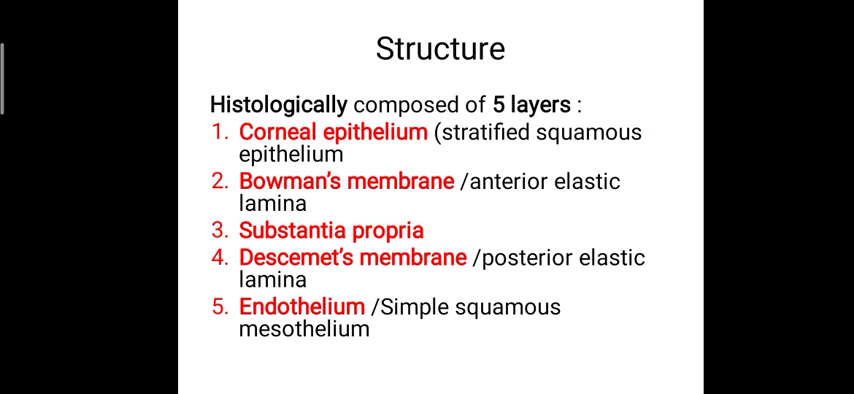 Structure
Histologically composed of 5 layers :
1. Corneal epithelium (stratified squamous
epithelium
2. Bowman’s membrane /anterior elastic
lamina
3. Substantia propria
4. Descemet’s membrane /posterior elastic
lamina
5. Endothelium /Simple squamous
mesothelium